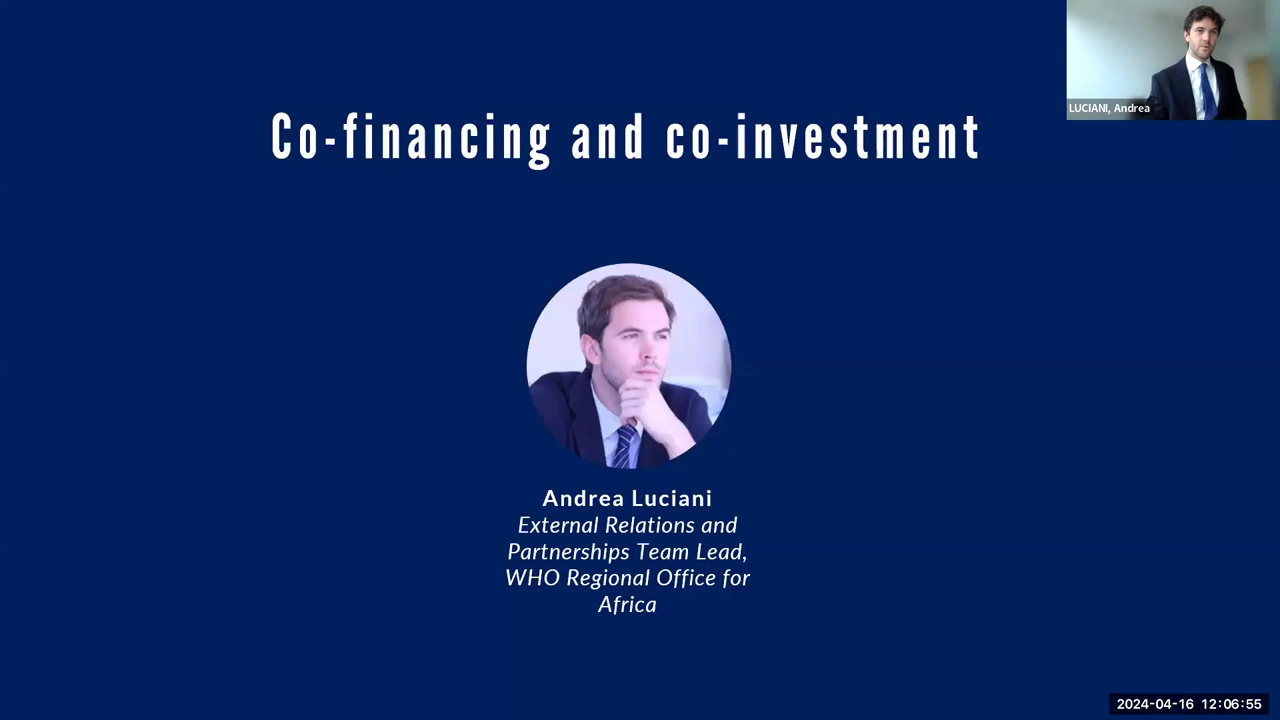 LUCIANI, Andrea
Co-financing and co-investment
Andrea Luciani
External Relations and
Partnerships Team Lead,
WHO Regional Office for
Africa
2024-04-16 12:06:55